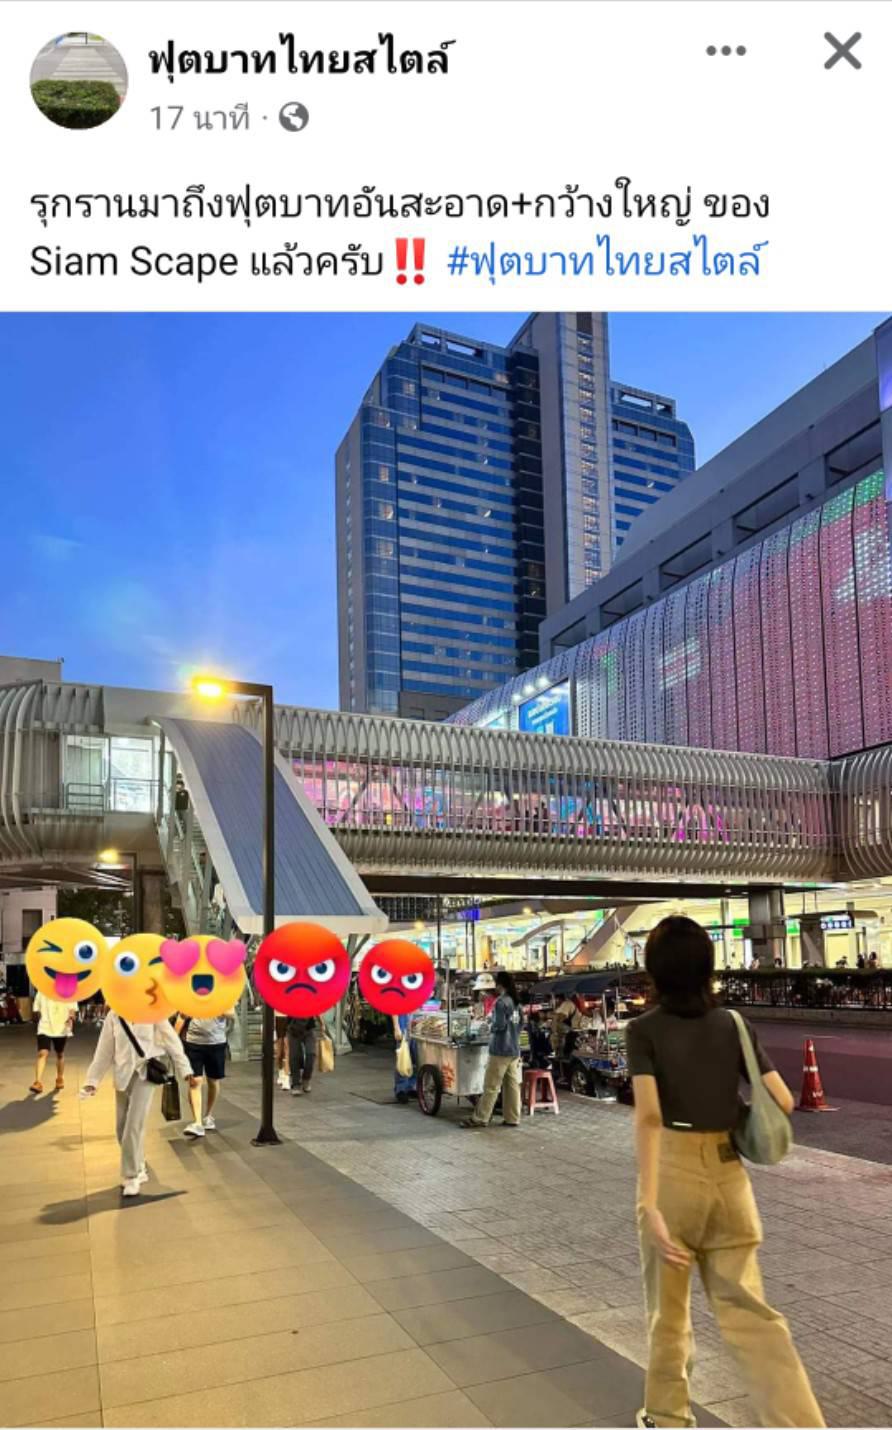 ฟุตบาทไทยสไตล์
17 นาที ·
รุกรานมาถึงฟุตบาทอันสะอาด+กว้างใหญ่ ของ
Siam Scape แล้วครับ‼️ #ฟุตบาทไทยสไตล์